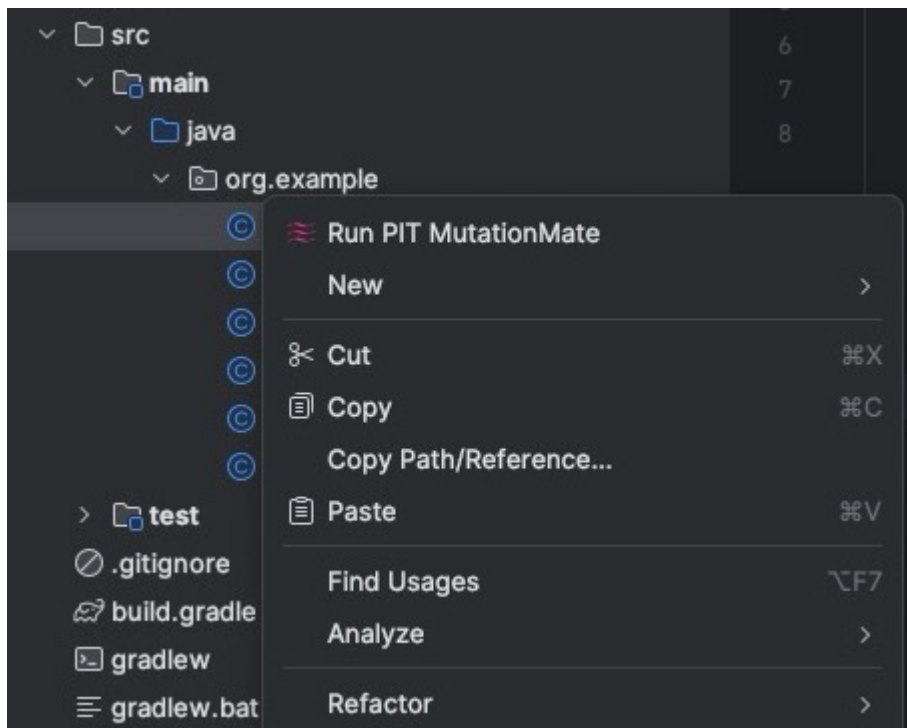 src
main
java
org.example
Run PIT MutationMate
New
Cut ⌘X
Copy ⌘C
Copy Path/Reference...
Paste ⌘V
Find Usages ⌥F7
Analyze
Refactor
test
.gitignore
build.gradle
gradlew
gradlew.bat
6
7
8